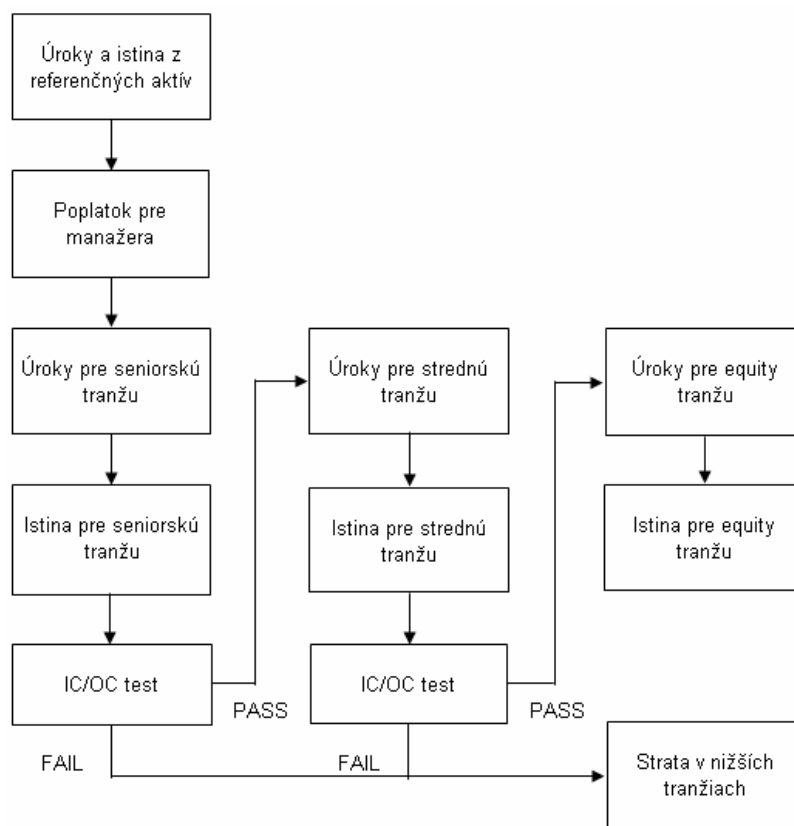 Úroky a istina z
referenčných aktív
Poplatok pre
manažera
Úroky pre seniorskú
tranžu
Istina pre seniorskú
tranžu
IC/OC test
PASS
FAIL
Úroky pre strednú
tranžu
Istina pre strednú
tranžu
IC/OC test
PASS
FAIL
Úroky pre equity
tranžu
Istina pre equity
tranžu
Strata v nižších
tranžiach